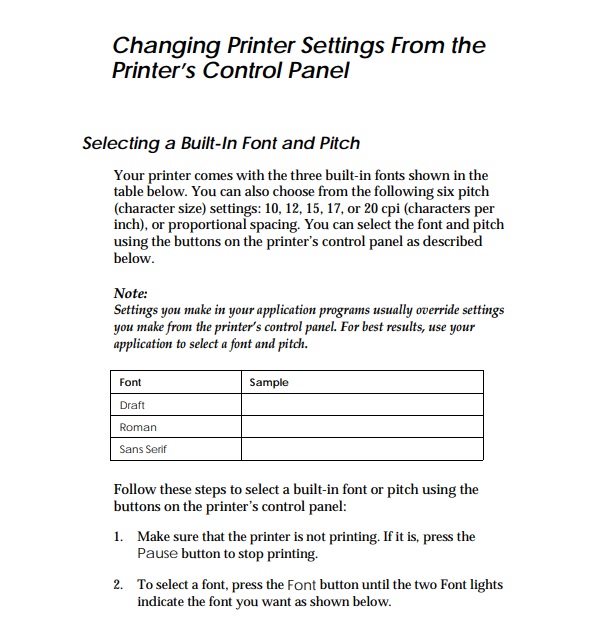 Changing Printer Settings From the
Printer's Control Panel
Selecting a Built-In Font and Pitch
Your printer comes with the three built-in fonts shown in the
table below. You can also choose from the following six pitch
(character size) settings: 10, 12, 15, 17, or 20 cpi (characters per
inch), or proportional spacing. You can select the font and pitch
using the buttons on the printer's control panel as described
below.
Note:
Settings you make in your application programs usually override settings
you make from the printer's control panel. For best results, use your
application to select a font and pitch.
Font Sample
Draft
Roman
Sans Serif
Follow these steps to select a built-in font or pitch using the
buttons on the printer's control panel:
1. Make sure that the printer is not printing. If it is, press the
Pause button to stop printing.
2. To select a font, press the Font button until the two Font lights
indicate the font you want as shown below.